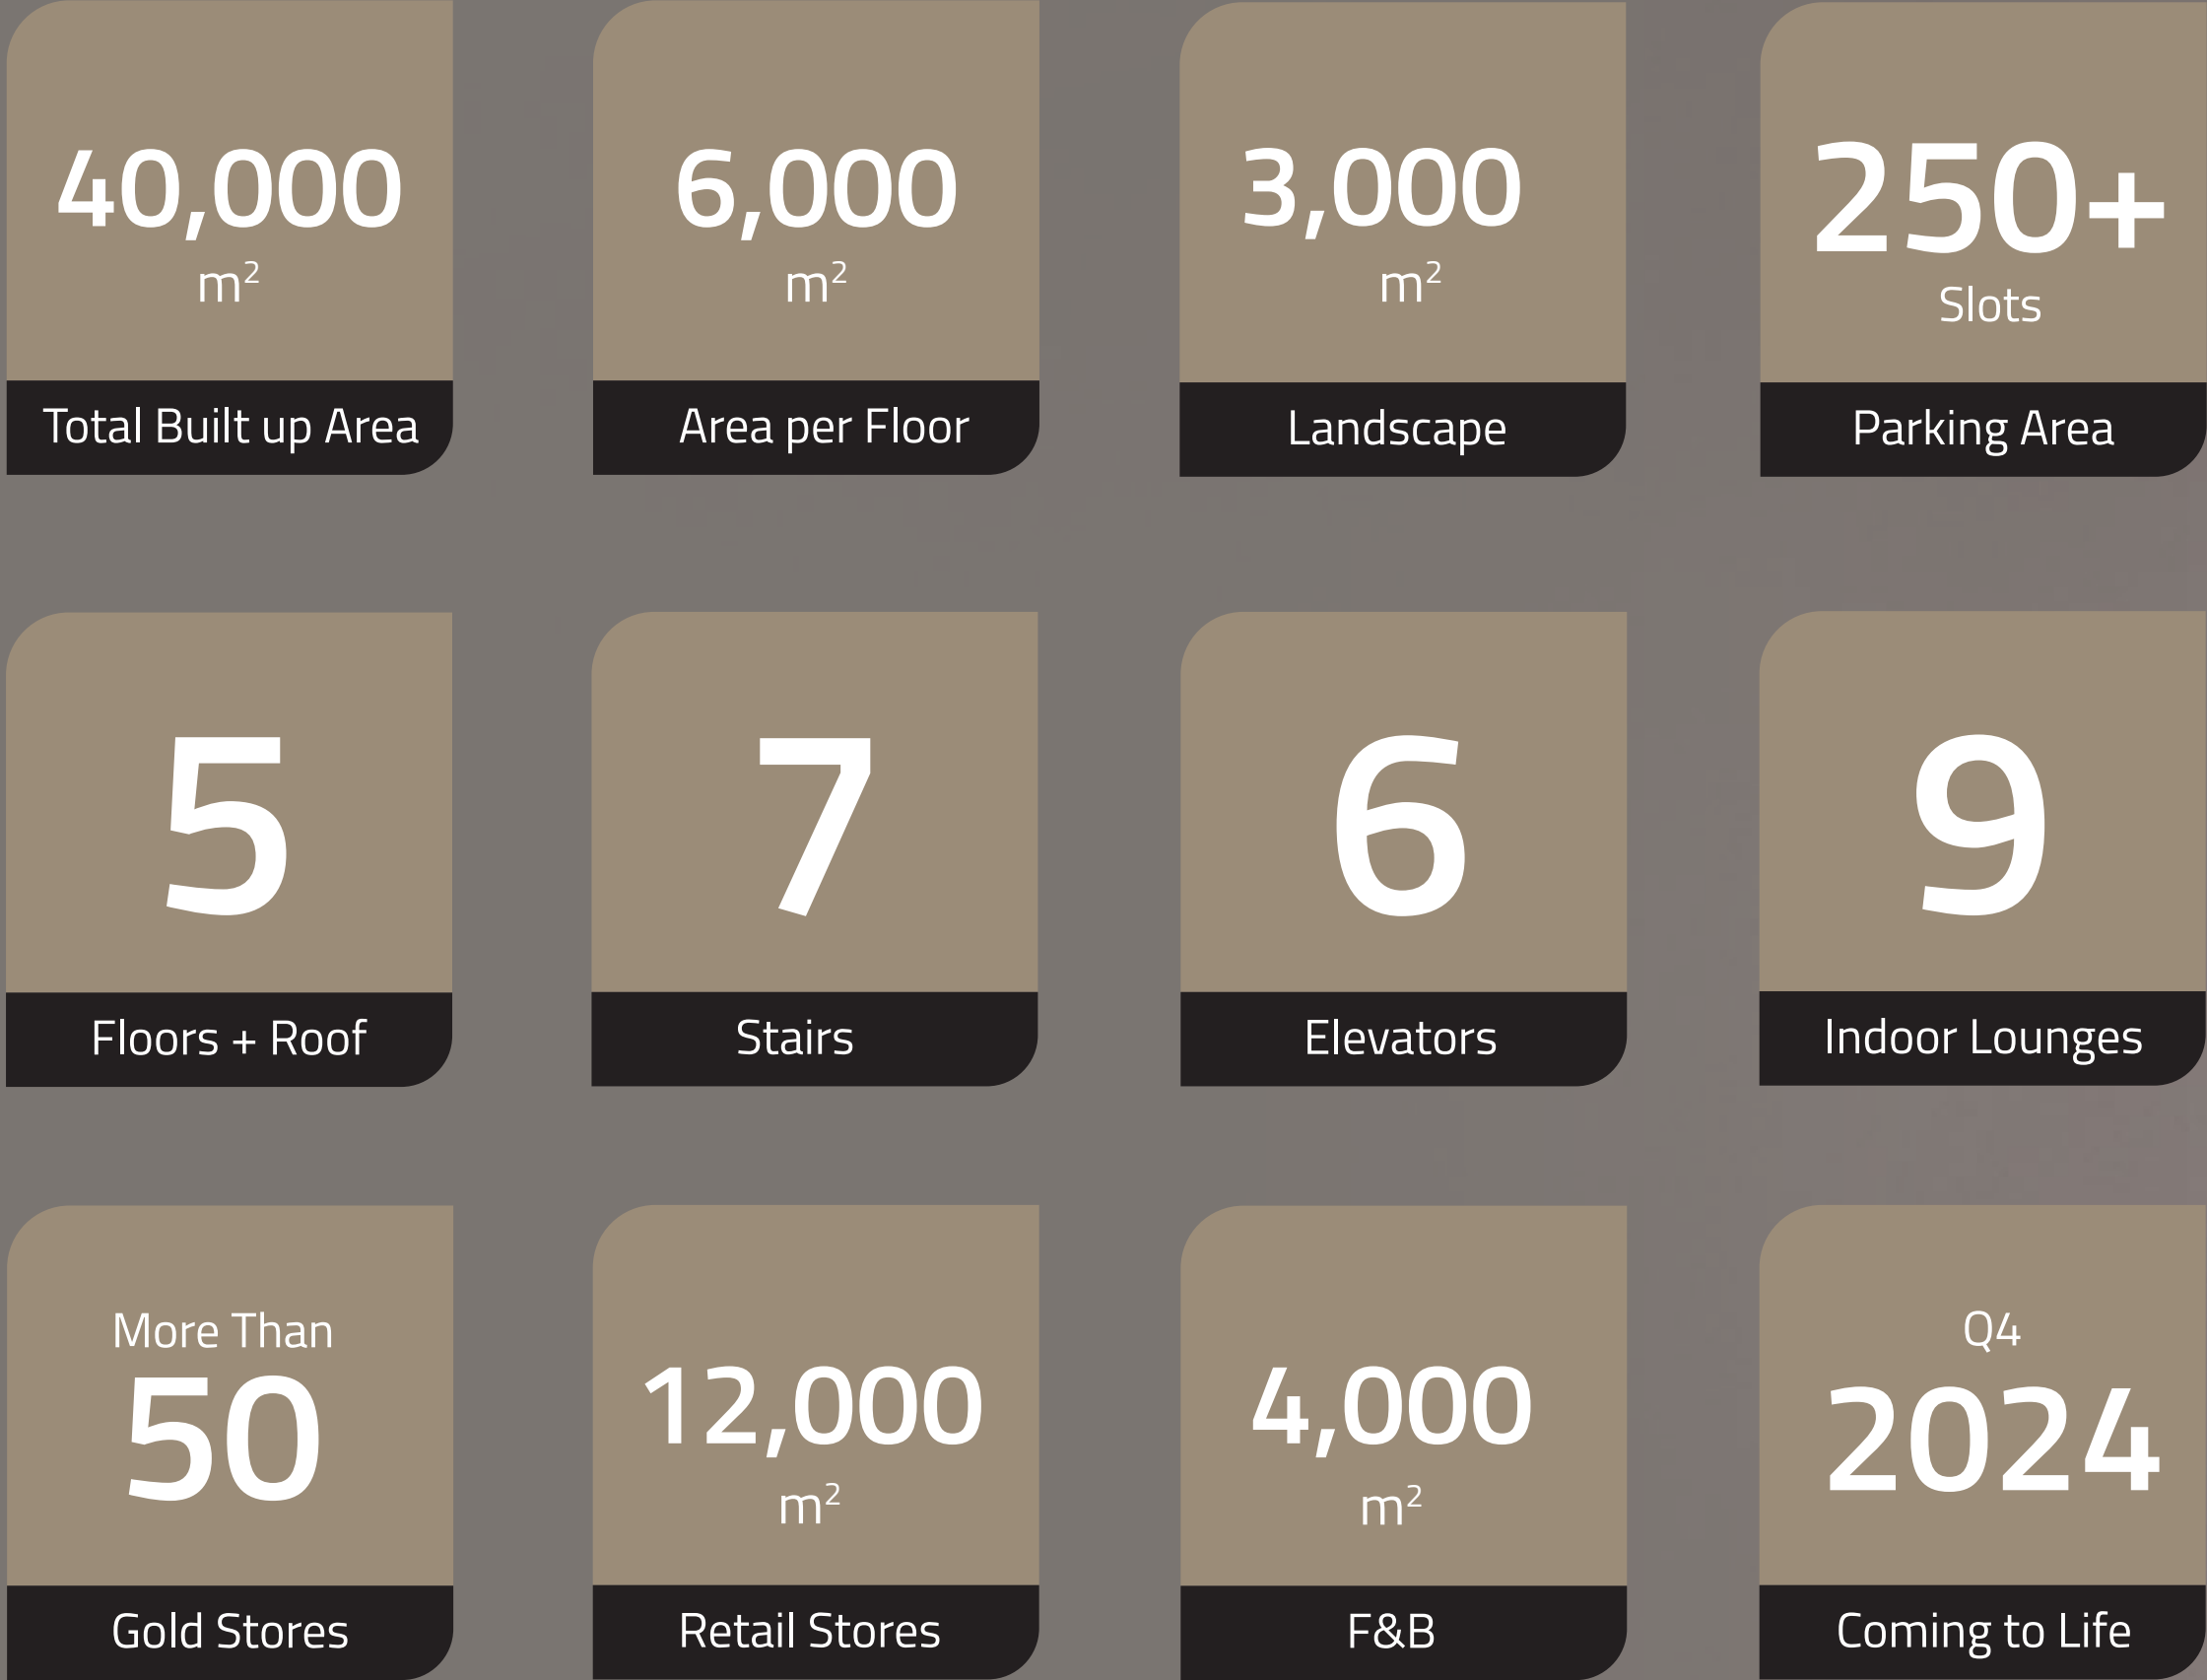 40,000
m²
Total Built up Area
6,000
m²
Area per Floor
3,000
m²
Landscape
250+
Slots
Parking Area
5
Floors + Roof
7
Stairs
6
Elevators
9
Indoor Lounges
More Than
50
Gold Stores
12,000
m²
Retail Stors
4,000
m²
F&B
Q4
2024
Coming to Life